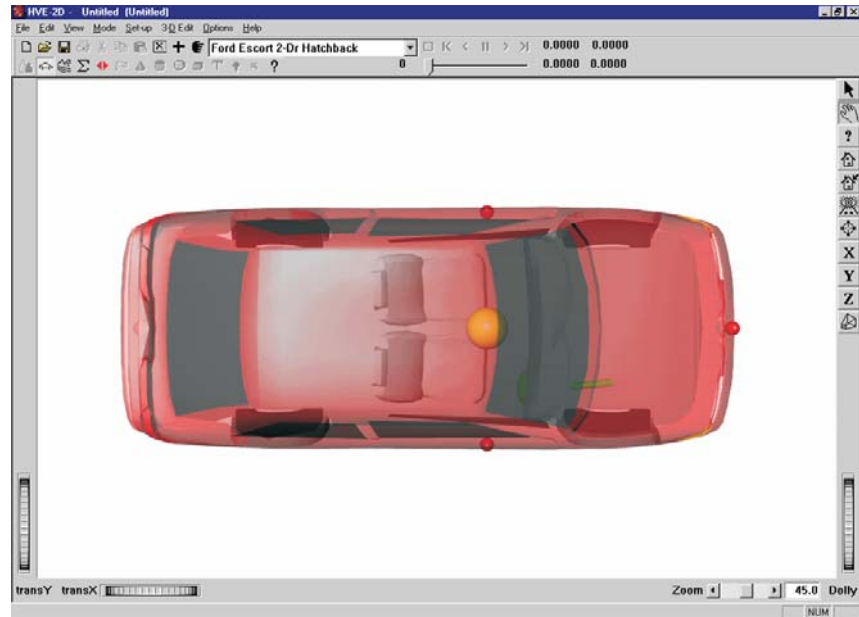 HVE-2D - Untitled (Untitled)
File Edit View Mode Set-up 3-D Edit Options Help
Ford Escort 2-Dr Hatchback 0.0000 0.0000
? 0 0.0000 0.0000
?
X
Y
Z
transY transX Zoom 45.0 Dolly
NUM